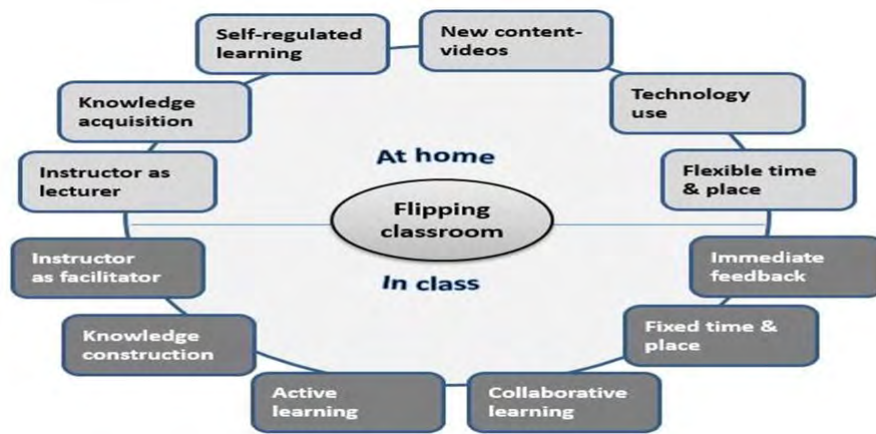 Self-regulated
learning
New content-
videos
Knowledge
acquisition
Technology
use
At home
Instructor as
lecturer
Flexible time
& place
Flipping
classroom
Instructor
as facilitator
Immediate
feedback
In class
Knowledge
construction
Fixed time &
place
Active
learning
Collaborative
learning